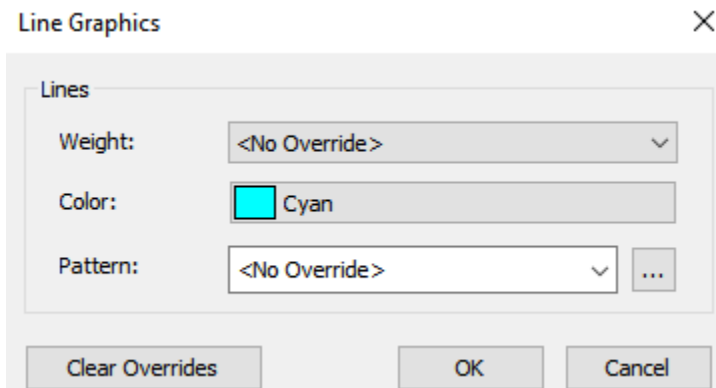 Line Graphics
Lines
Weight: <No Override>
Color: Cyan
Pattern: <No Override> ...
Clear Overrides OK Cancel